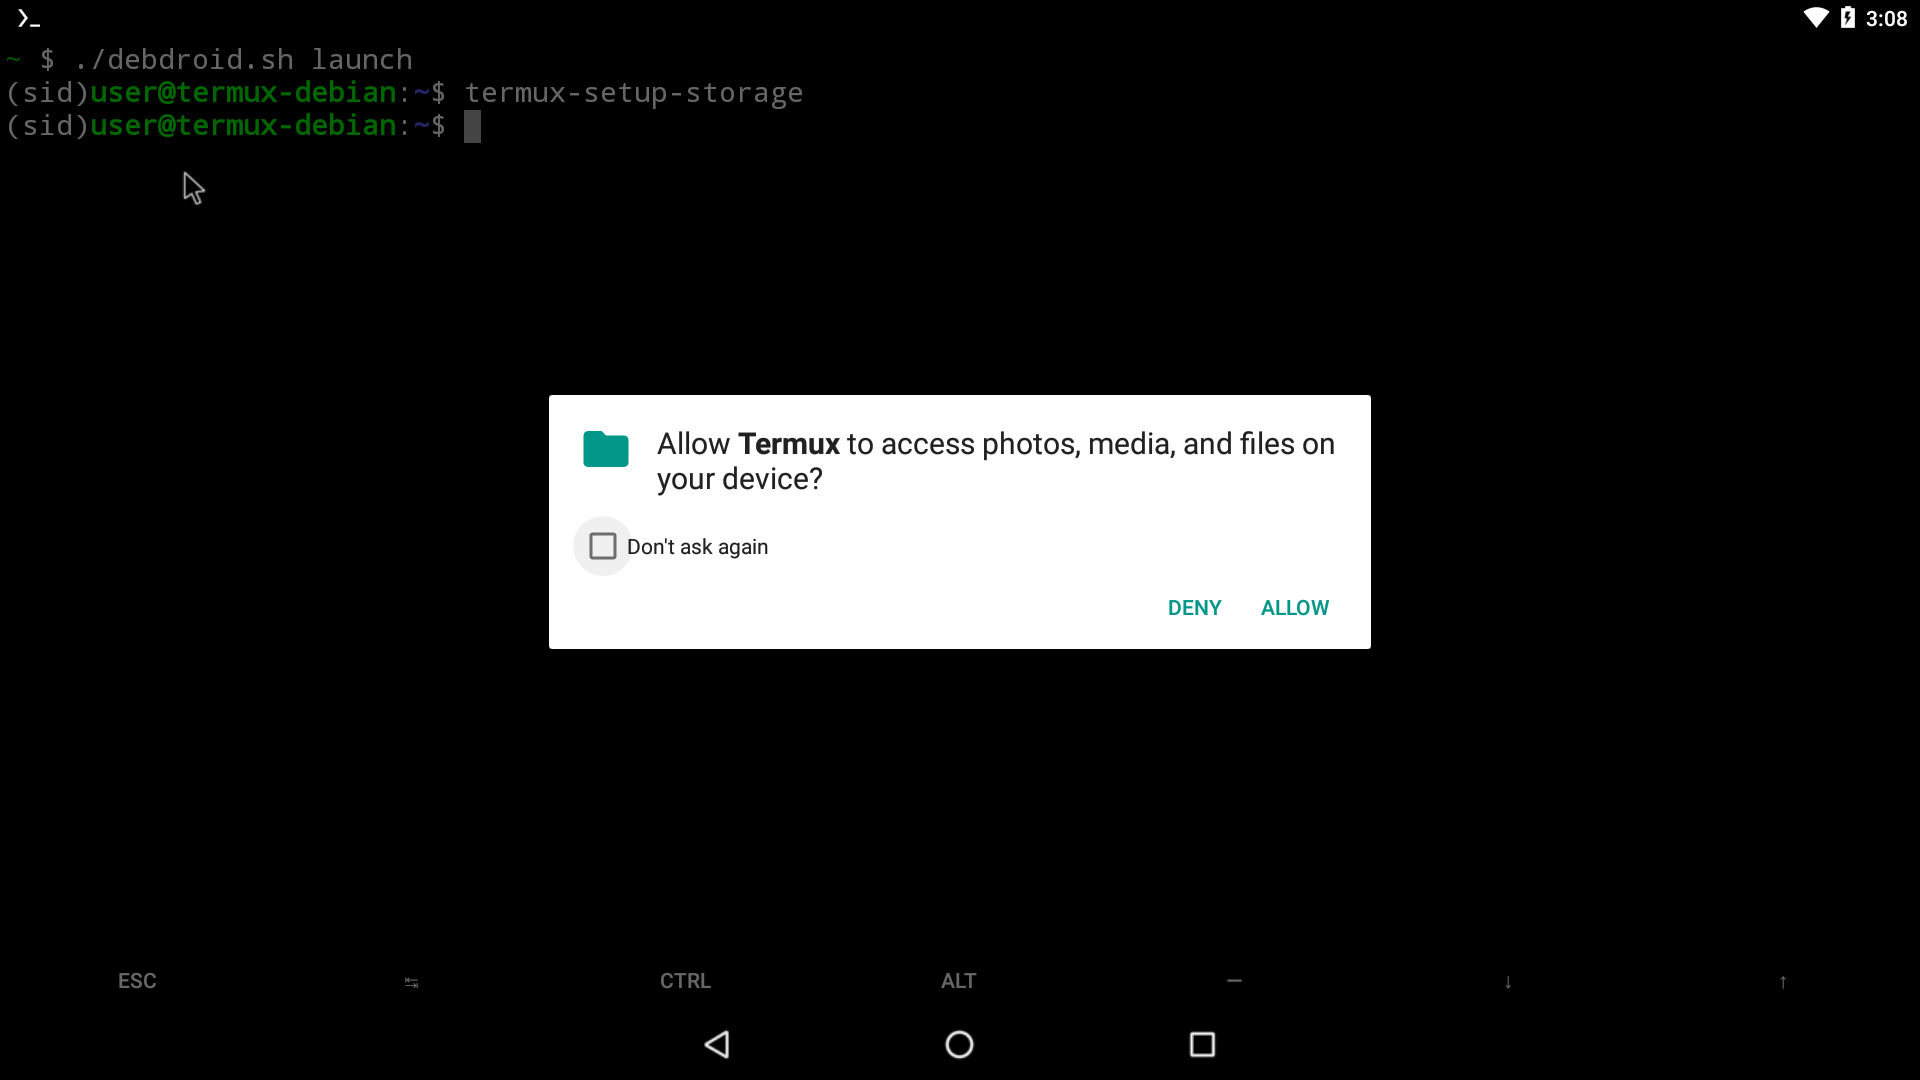 3:08
~ $ ./debdroid.sh launch
(sid)user@termux-debian:~$ termux-setup-storage
(sid)user@termux-debian:~$
Allow Termux to access photos, media, and files on
your device?
Don't ask again
DENY ALLOW
ESC ↹ CTRL ALT — ↓ ↑